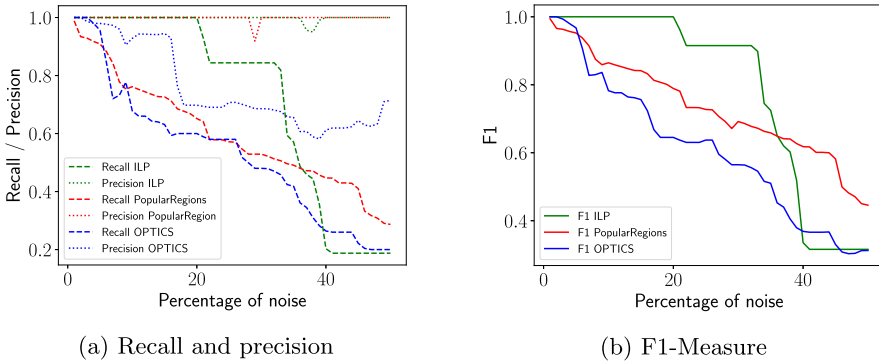 1.0
0.8
0.6
0.4
0.2
Recall / Precision
Recall ILP
Precision ILP
Recall PopularRegions
Precision PopularRegion
Recall OPTICS
Precision OPTICS
0 20 40
Percentage of noise
(a) Recall and precision
1.0
0.8
0.6
0.4
F1
F1 ILP
F1 PopularRegions
F1 OPTICS
0 20 40
Percentage of noise
(b) F1-Measure